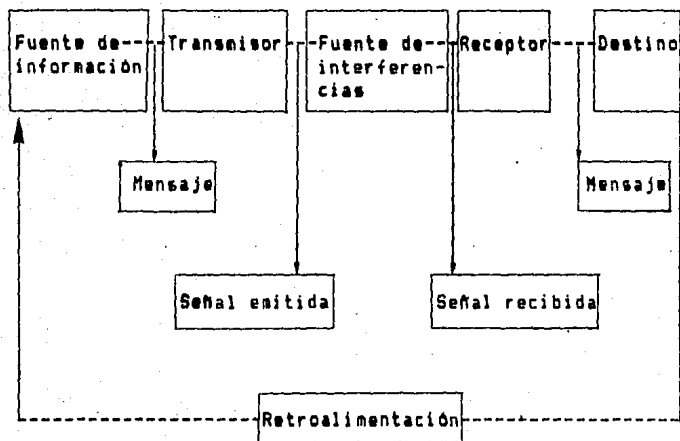 Fuente de información
Transmisor
Fuente de interferen-cias
Receptor
Destino
Mensaje
Mensaje
Señal emitida
Señal recibida
Retroalimentación